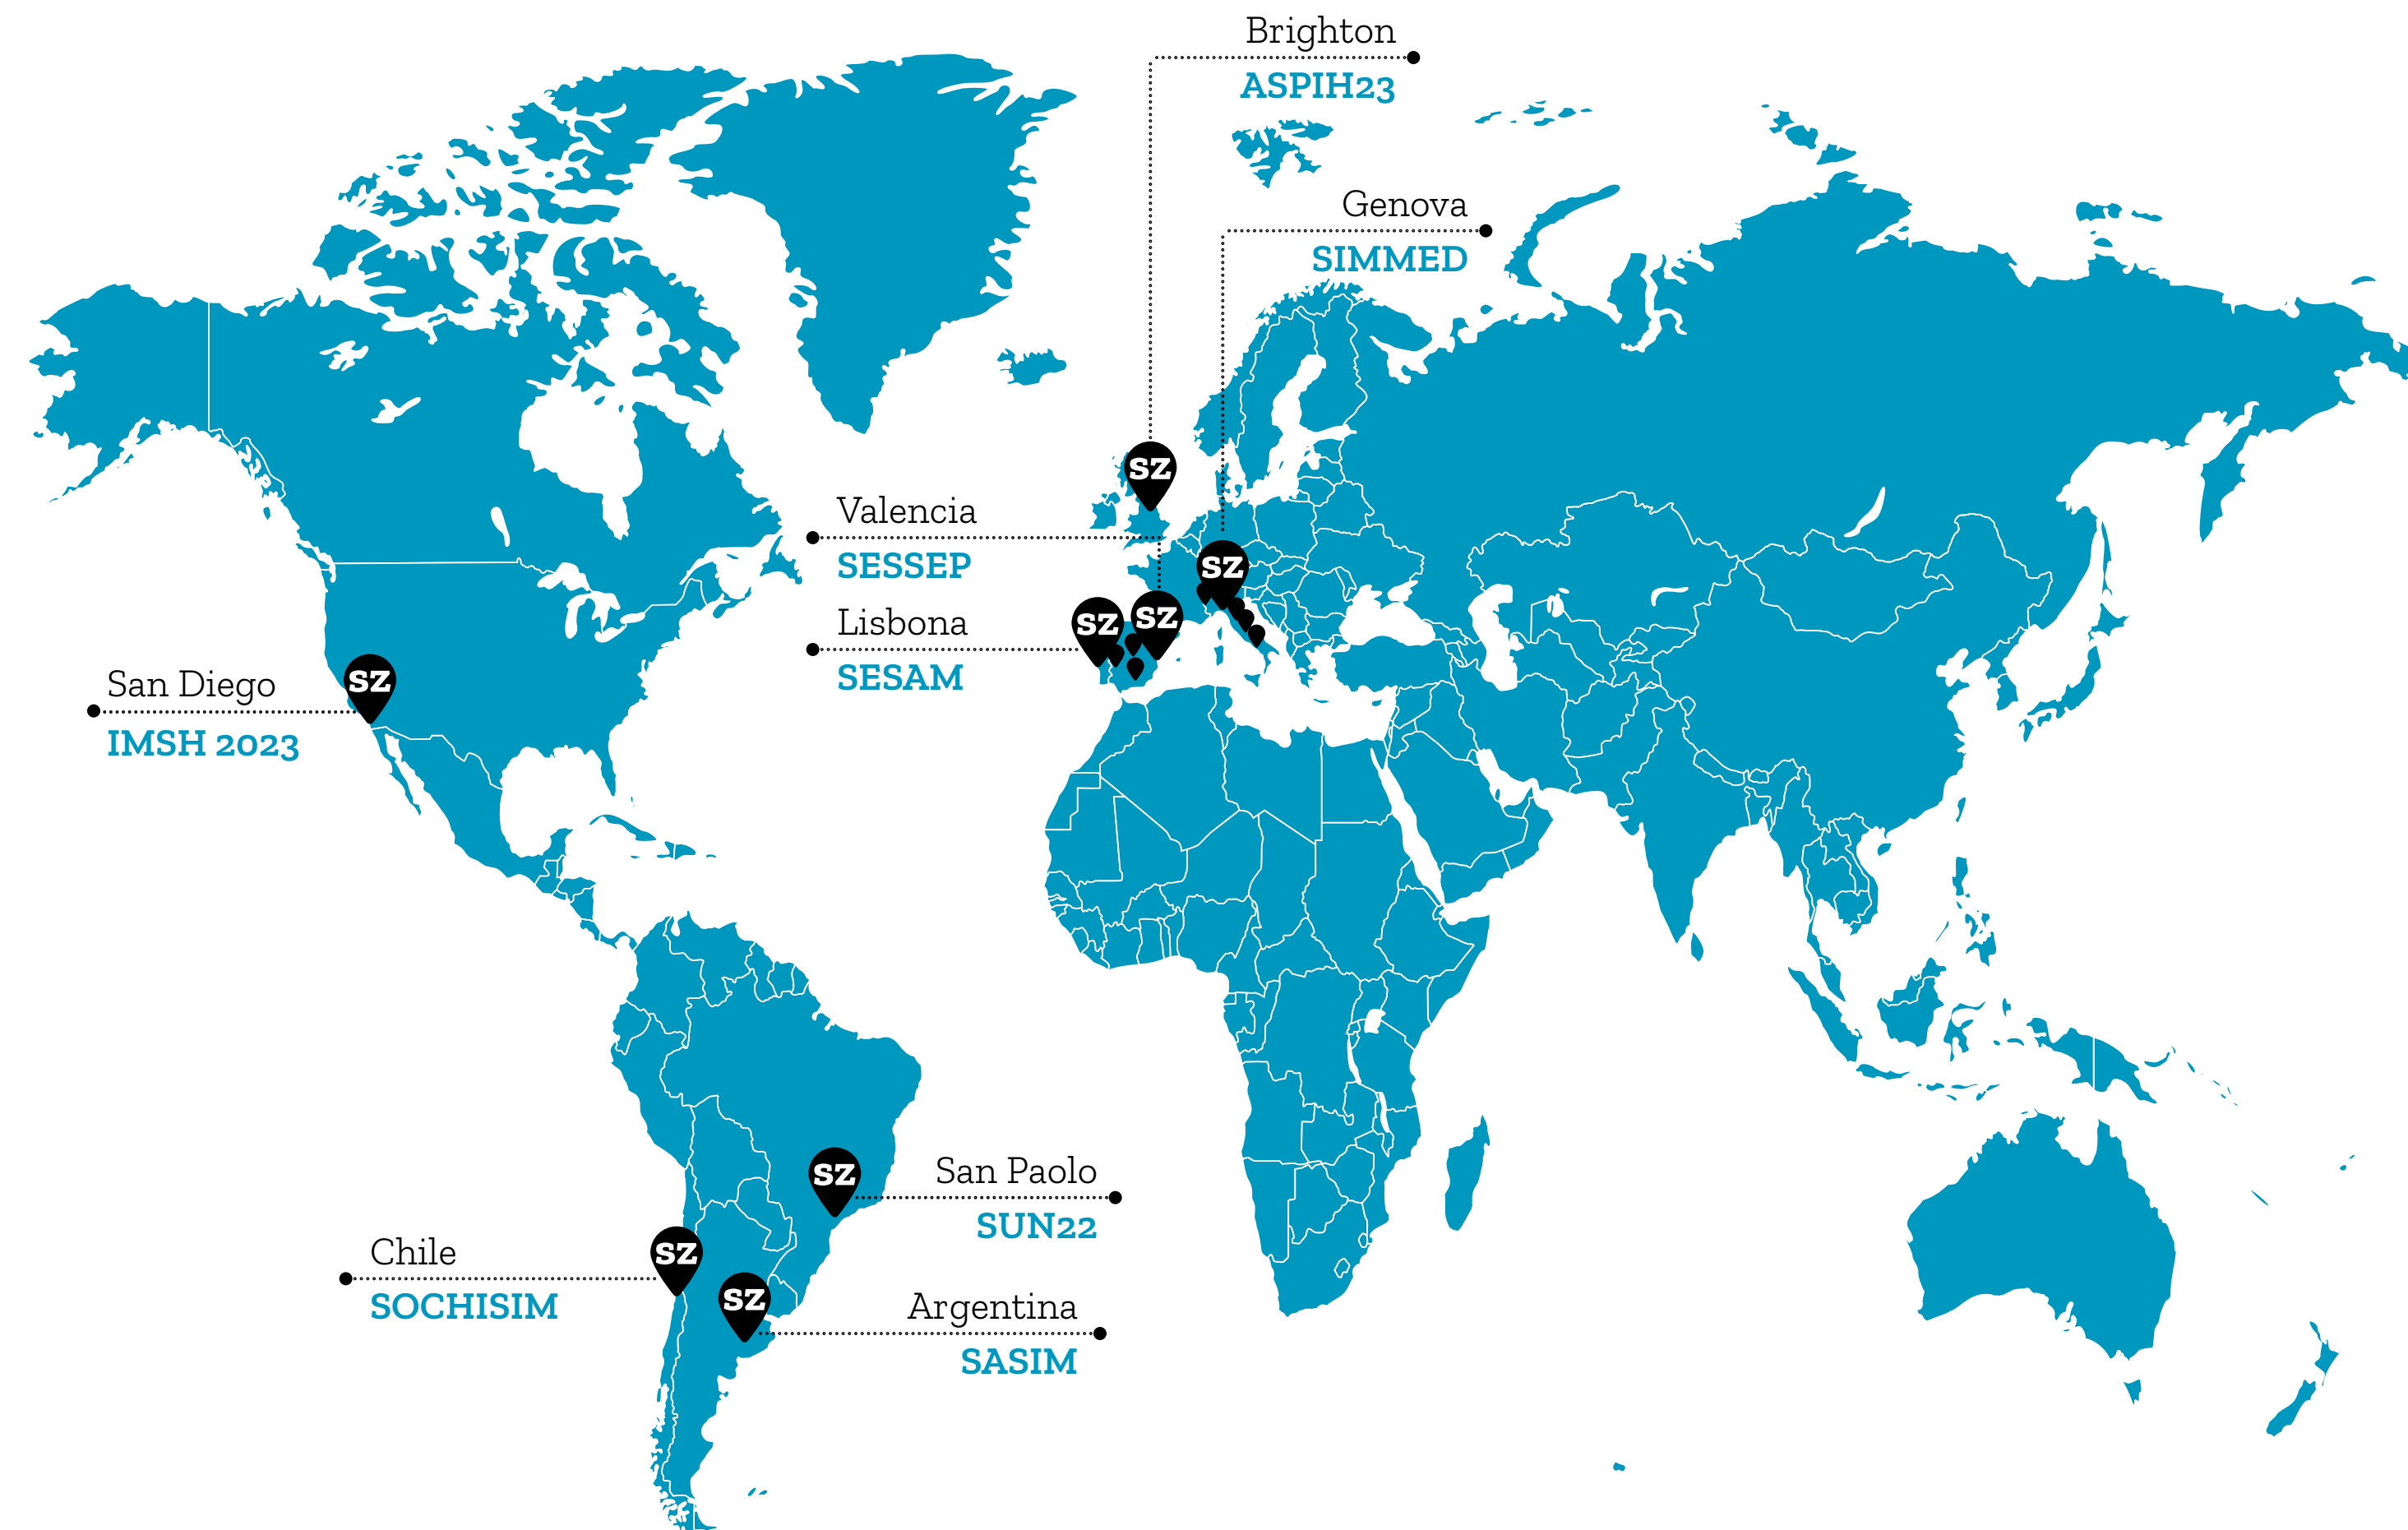 Brighton
ASPIH23
Genova
SIMMED
SZ
Valencia
SESSEP
SZ
Lisbona
SESAM
SZ
SZ
San Diego
IMSH 2023
SZ
San Paolo
SUN22
SZ
Chile
SOCHISIM
SZ
Argentina
SASIM
SZ